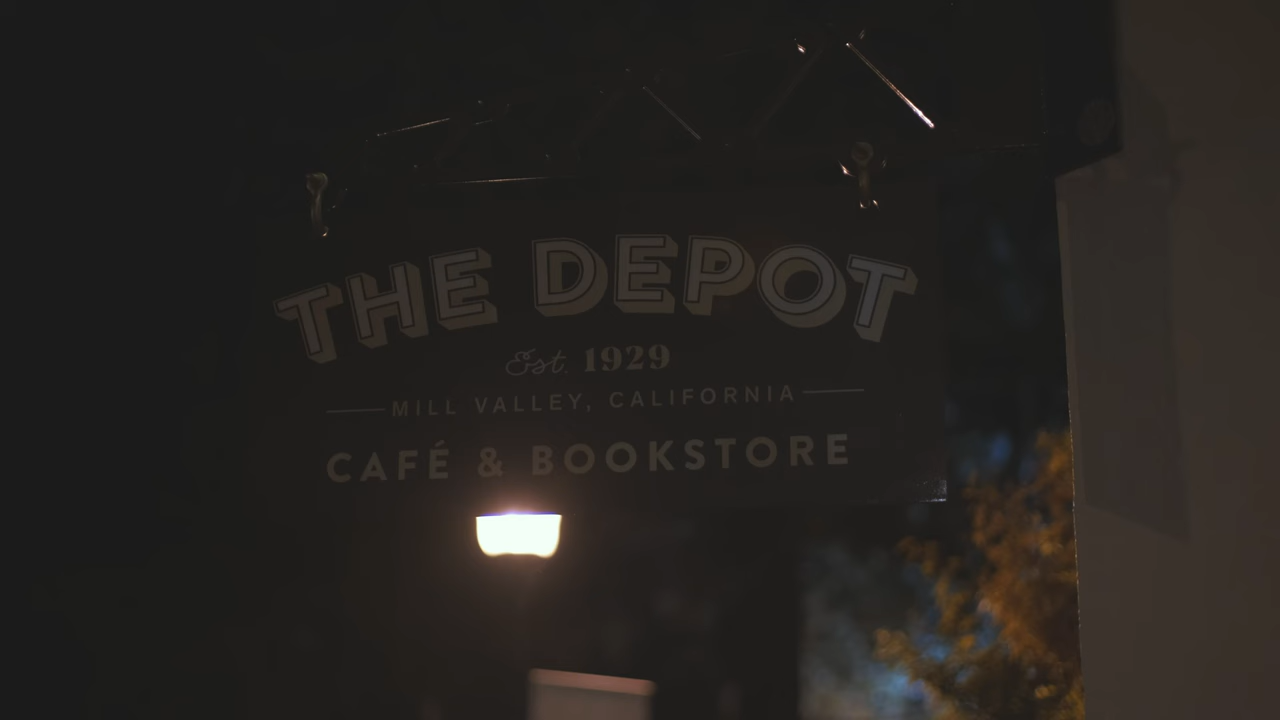 THE DEPOT
Est. 1929
MILL VALLEY, CALIFORNIA
CAFÉ & BOOKSTORE